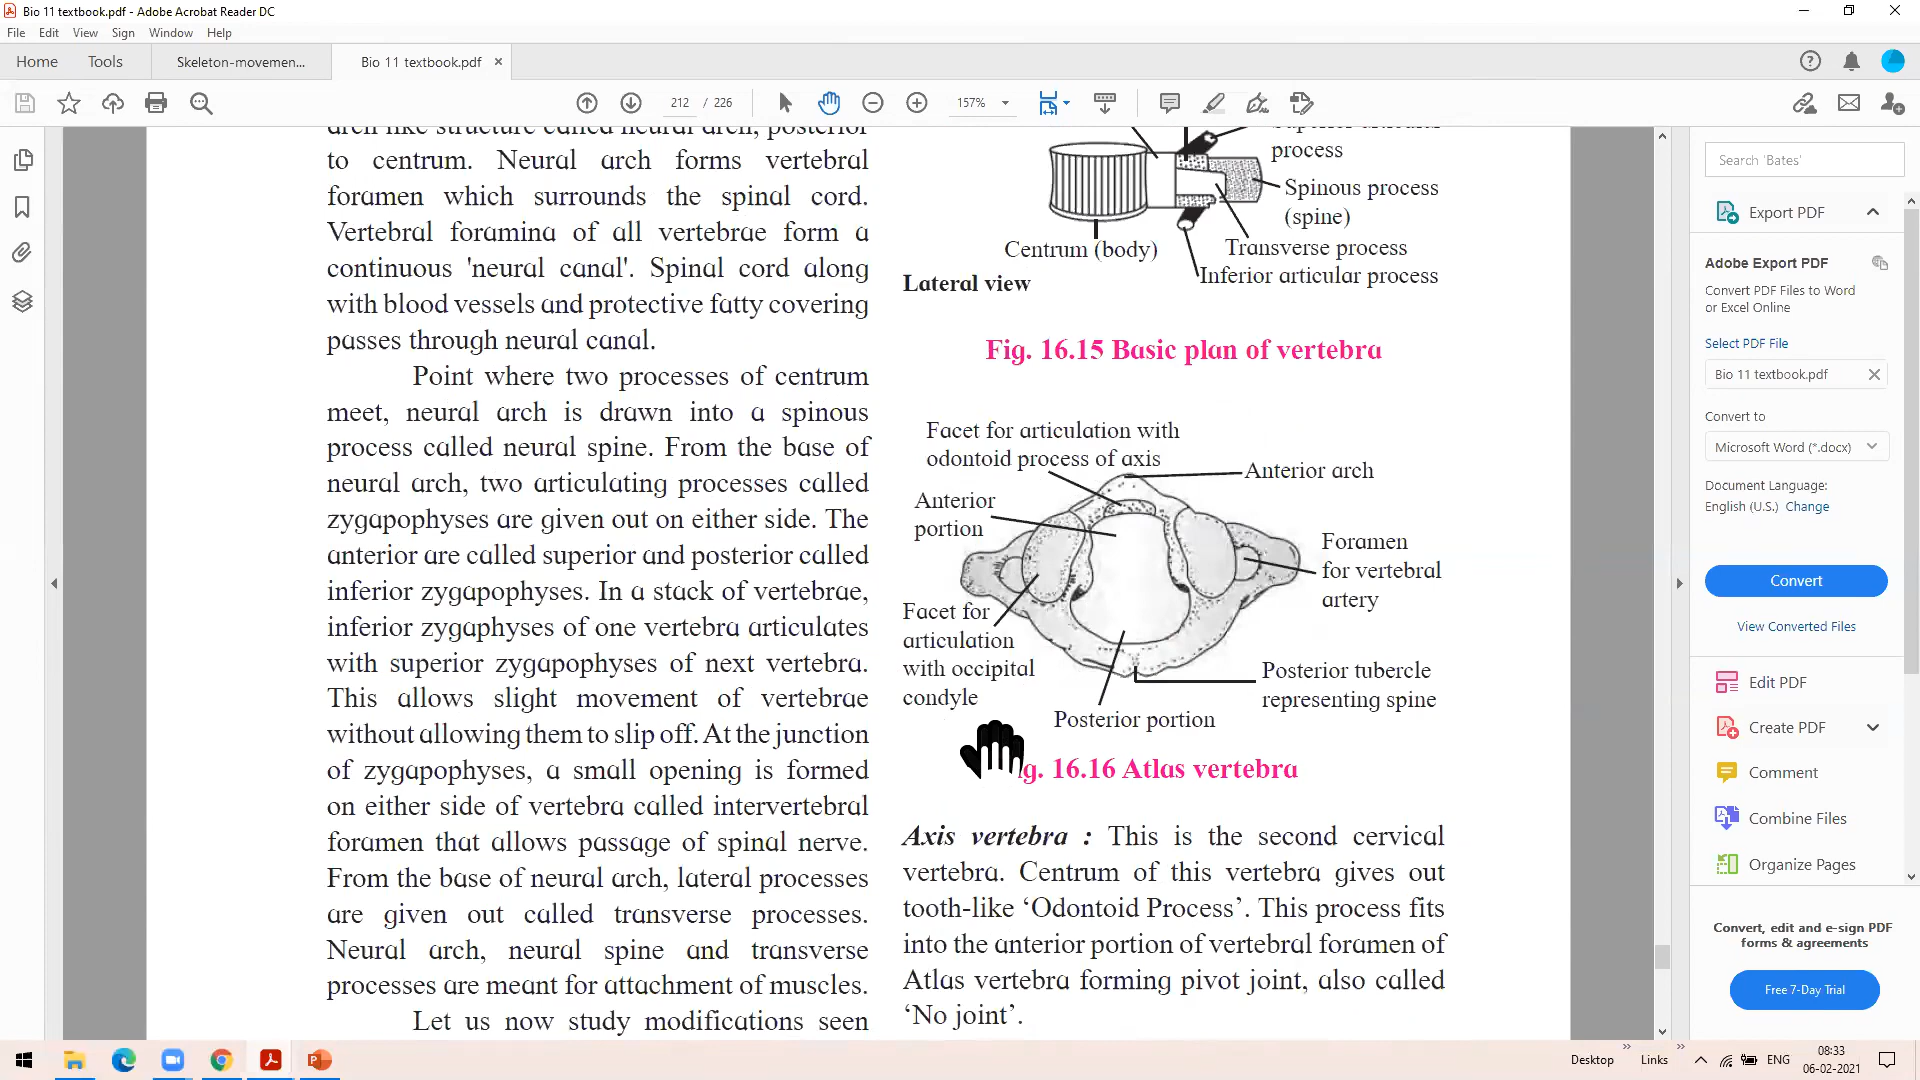 Bio 11 textbook.pdf - Adobe Acrobat Reader DC
File Edit View Sign Window Help
Home Tools Skeleton-movemen... Bio 11 textbook.pdf
212 / 226 157%
arch like structure called neural arch, posterior
to centrum. Neural arch forms vertebral
foramen which surrounds the spinal cord.
Vertebral foramina of all vertebrae form a
continuous 'neural canal'. Spinal cord along
with blood vessels and protective fatty covering
passes through neural canal.
Point where two processes of centrum
meet, neural arch is drawn into a spinous
process called neural spine. From the base of
neural arch, two articulating processes called
zygapophyses are given out on either side. The
anterior are called superior and posterior called
inferior zygapophyses. In a stack of vertebrae,
inferior zygaphyses of one vertebra articulates
with superior zygapophyses of next vertebra.
This allows slight movement of vertebrae
without allowing them to slip off. At the junction
of zygapophyses, a small opening is formed
on either side of vertebra called intervertebral
foramen that allows passage of spinal nerve.
From the base of neural arch, lateral processes
are given out called transverse processes.
Neural arch, neural spine and transverse
processes are meant for attachment of muscles.
Let us now study modifications seen
Superior articular
process
Spinous process
(spine)
Centrum (body)
Transverse process
Inferior articular process
Lateral view
Fig. 16.15 Basic plan of vertebra
Facet for articulation with
odontoid process of axis
Anterior arch
Anterior
portion
Foramen
for vertebral
artery
Facet for
articulation
with occipital
condyle
Posterior tubercle
representing spine
Posterior portion
g. 16.16 Atlas vertebra
Axis vertebra : This is the second cervical
vertebra. Centrum of this vertebra gives out
tooth-like ‘Odontoid Process’. This process fits
into the anterior portion of vertebral foramen of
Atlas vertebra forming pivot joint, also called
‘No joint’.
Search 'Bates'
Export PDF
Adobe Export PDF
Convert PDF Files to Word
or Excel Online
Select PDF File
Bio 11 textbook.pdf
Convert to
Microsoft Word (*.docx)
Document Language:
English (U.S.) Change
Convert
View Converted Files
Edit PDF
Create PDF
Comment
Combine Files
Organize Pages
Convert, edit and e-sign PDF
forms & agreements
Free 7-Day Trial
Desktop Links ENG
08:33
06-02-2021